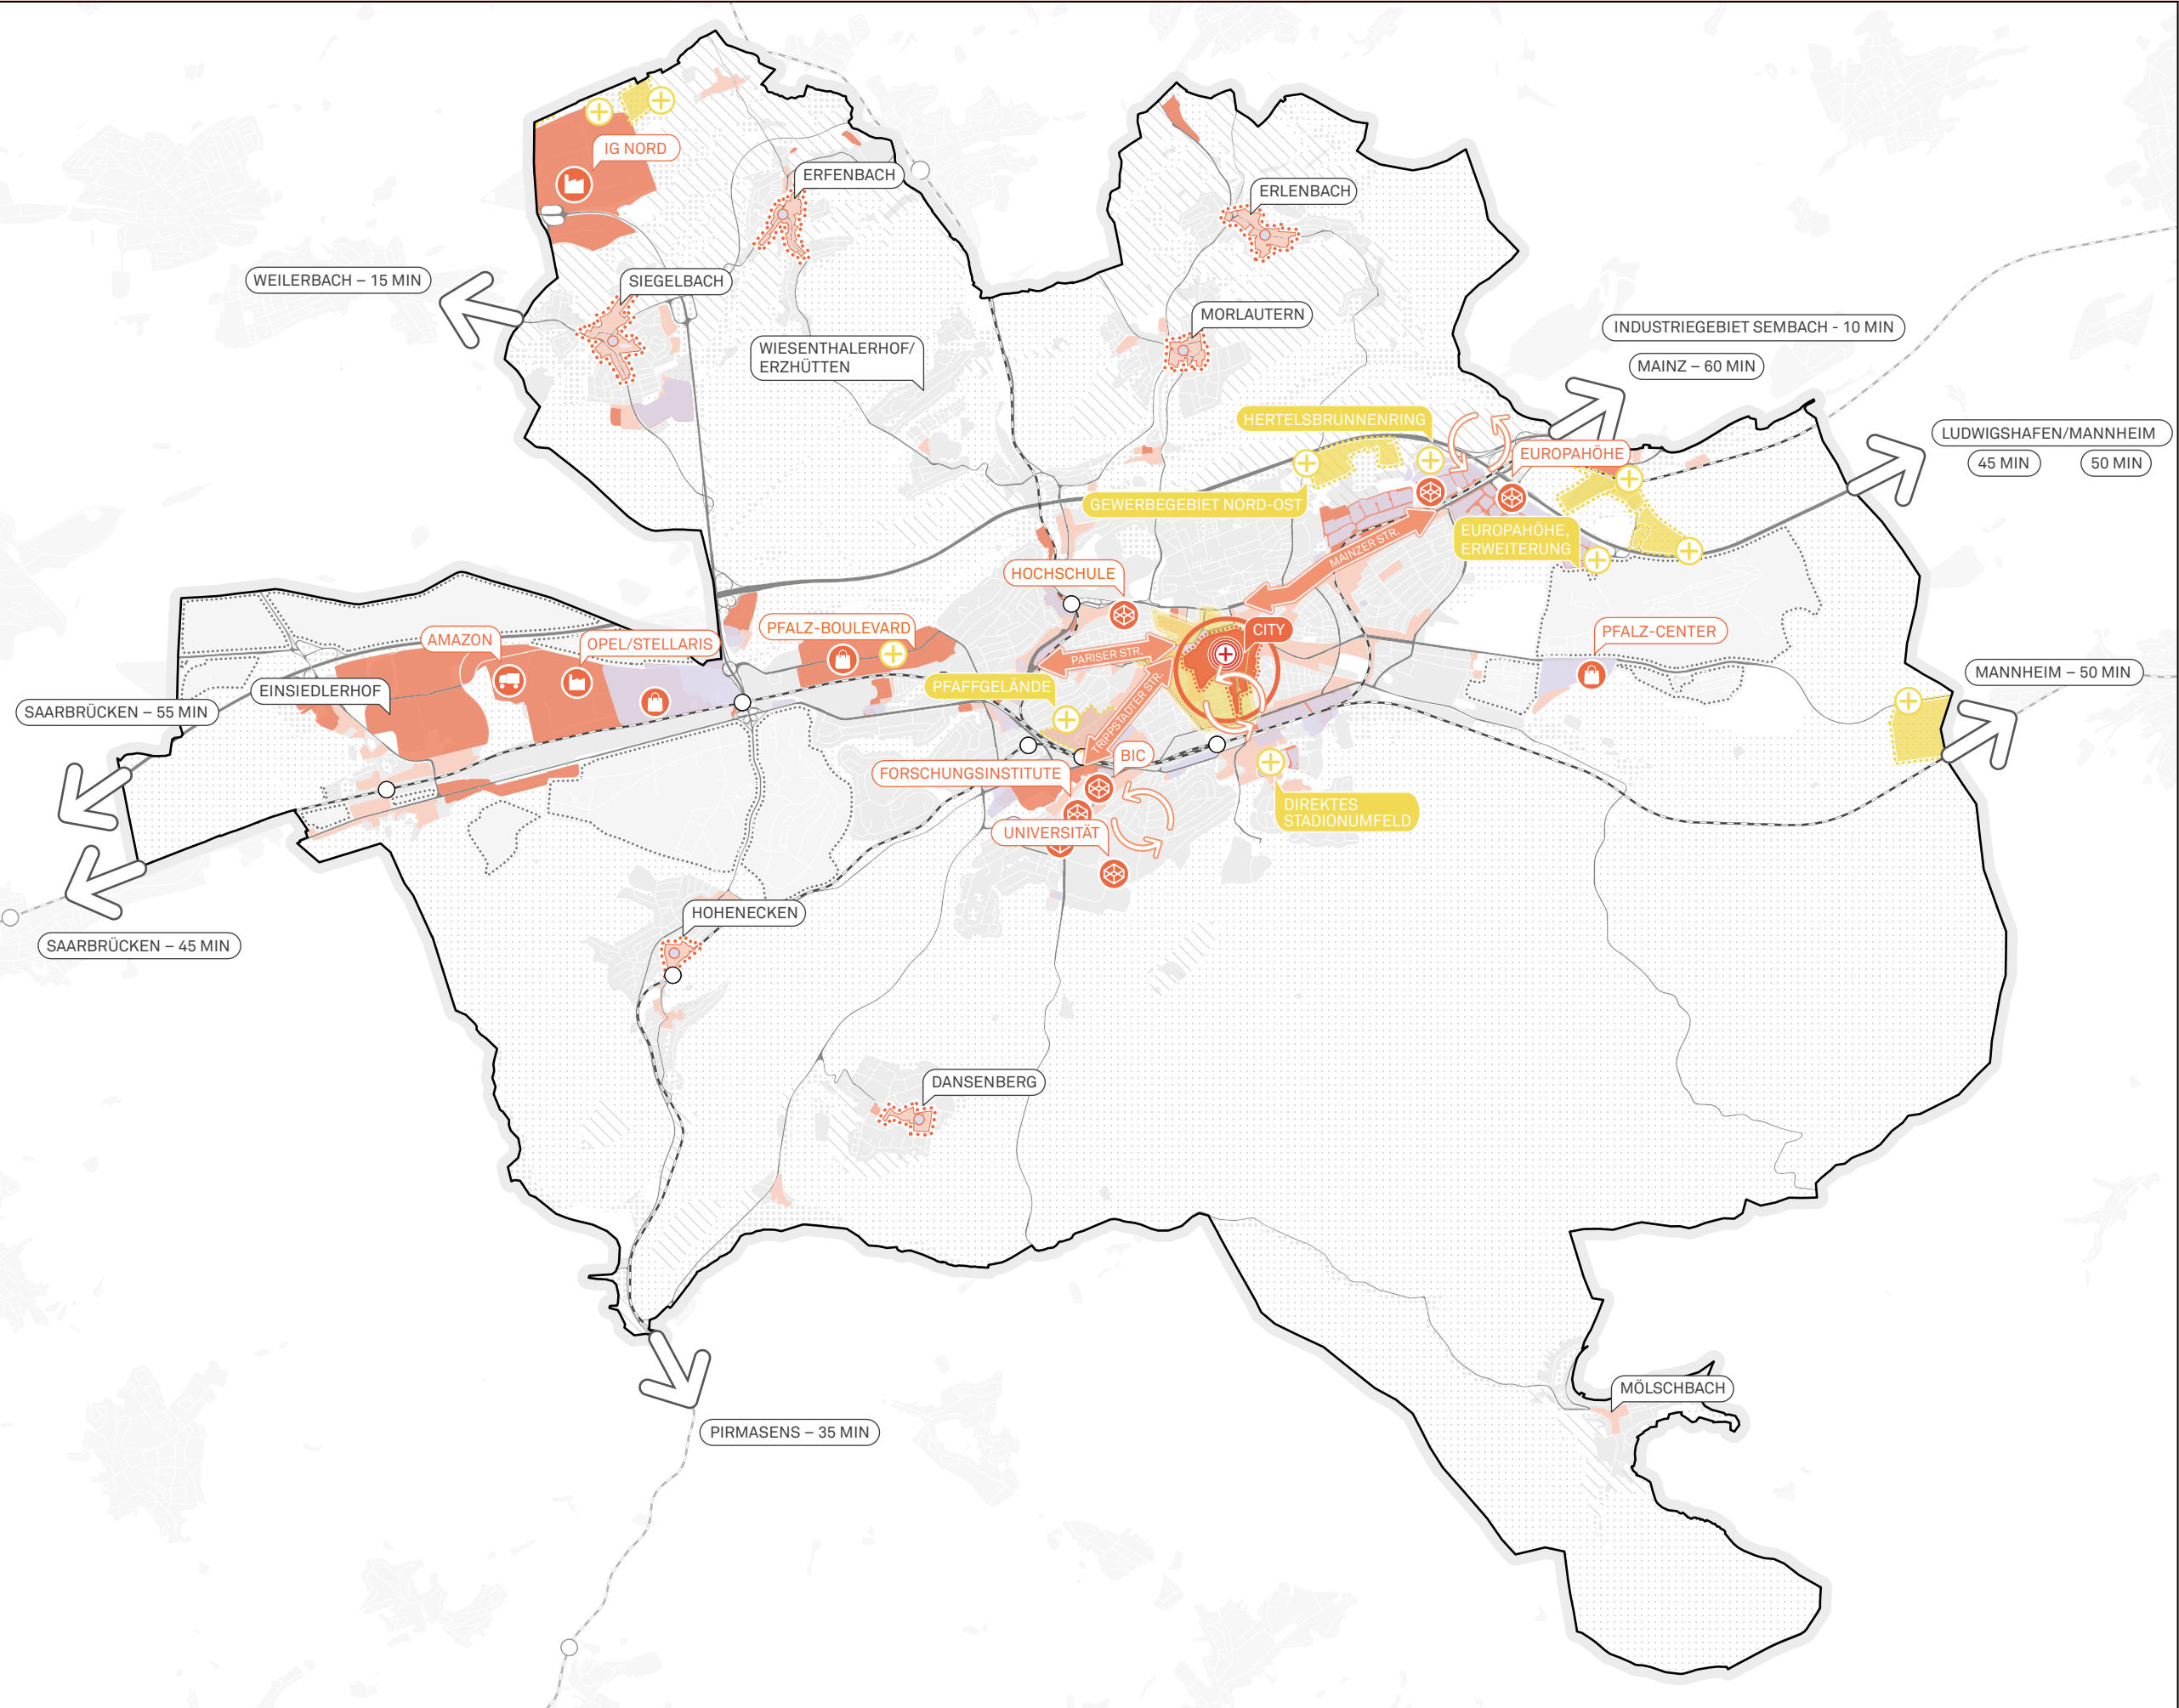 IG NORD
ERFENBACH
ERLENBACH
WEILERBACH – 15 MIN
SIEGELBACH
MORLAUTERN
WIESENTHALERHOF/
ERZHÜTTEN
INDUSTRIEGEBIET SEMBACH - 10 MIN
MAINZ – 60 MIN
HERTELSBRUNNENRING
LUDWIGSHAFEN/MANNHEIM
45 MIN
50 MIN
EUROPAHÖHE
GEWERBEGEBIET NORD-OST
EUROPAHÖHE,
ERWEITERUNG
MAINZER STR.
HOCHSCHULE
PFALZ-BOULEVARD
CITY
PFALZ-CENTER
AMAZON
OPEL/STELLARIS
PARISER STR.
MANNHEIM – 50 MIN
EINSIEDLERHOF
PFAFFGELÄNDE
SAARBRÜCKEN – 55 MIN
TRIPPSTADTER STR.
BIC
FORSCHUNGSINSTITUTE
DIREKTES
STADIONUMFELD
UNIVERSITÄT
HOHENECKEN
SAARBRÜCKEN – 45 MIN
DANSENBERG
MÖLSCHBACH
PIRMASENS – 35 MIN